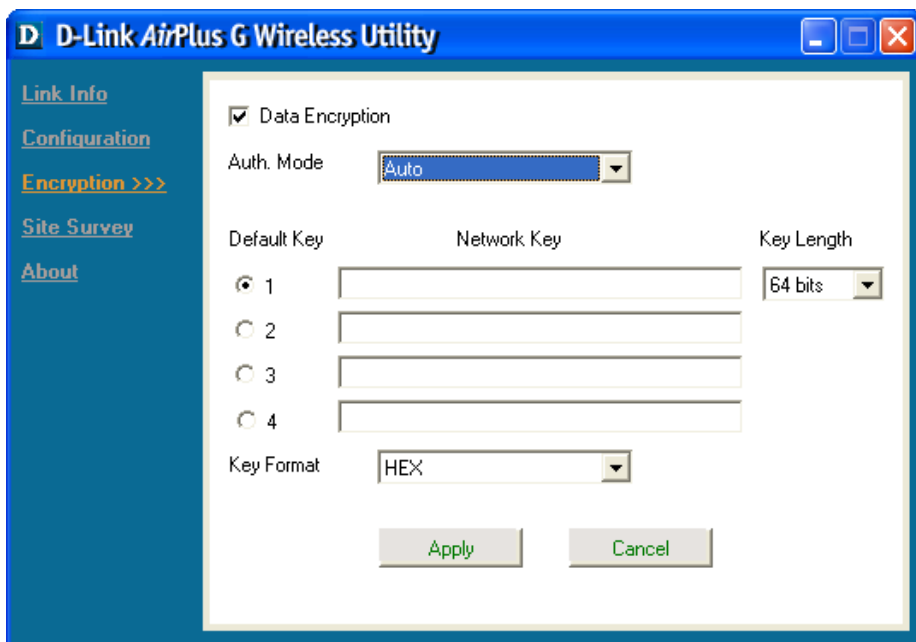 D D-Link AirPlus G Wireless Utility
Link Info
Configuration
Encryption >>>
Site Survey
About
Data Encryption
Auth. Mode Auto
Default Key Network Key Key Length
1 64 bits
2
3
4
Key Format HEX
Apply Cancel